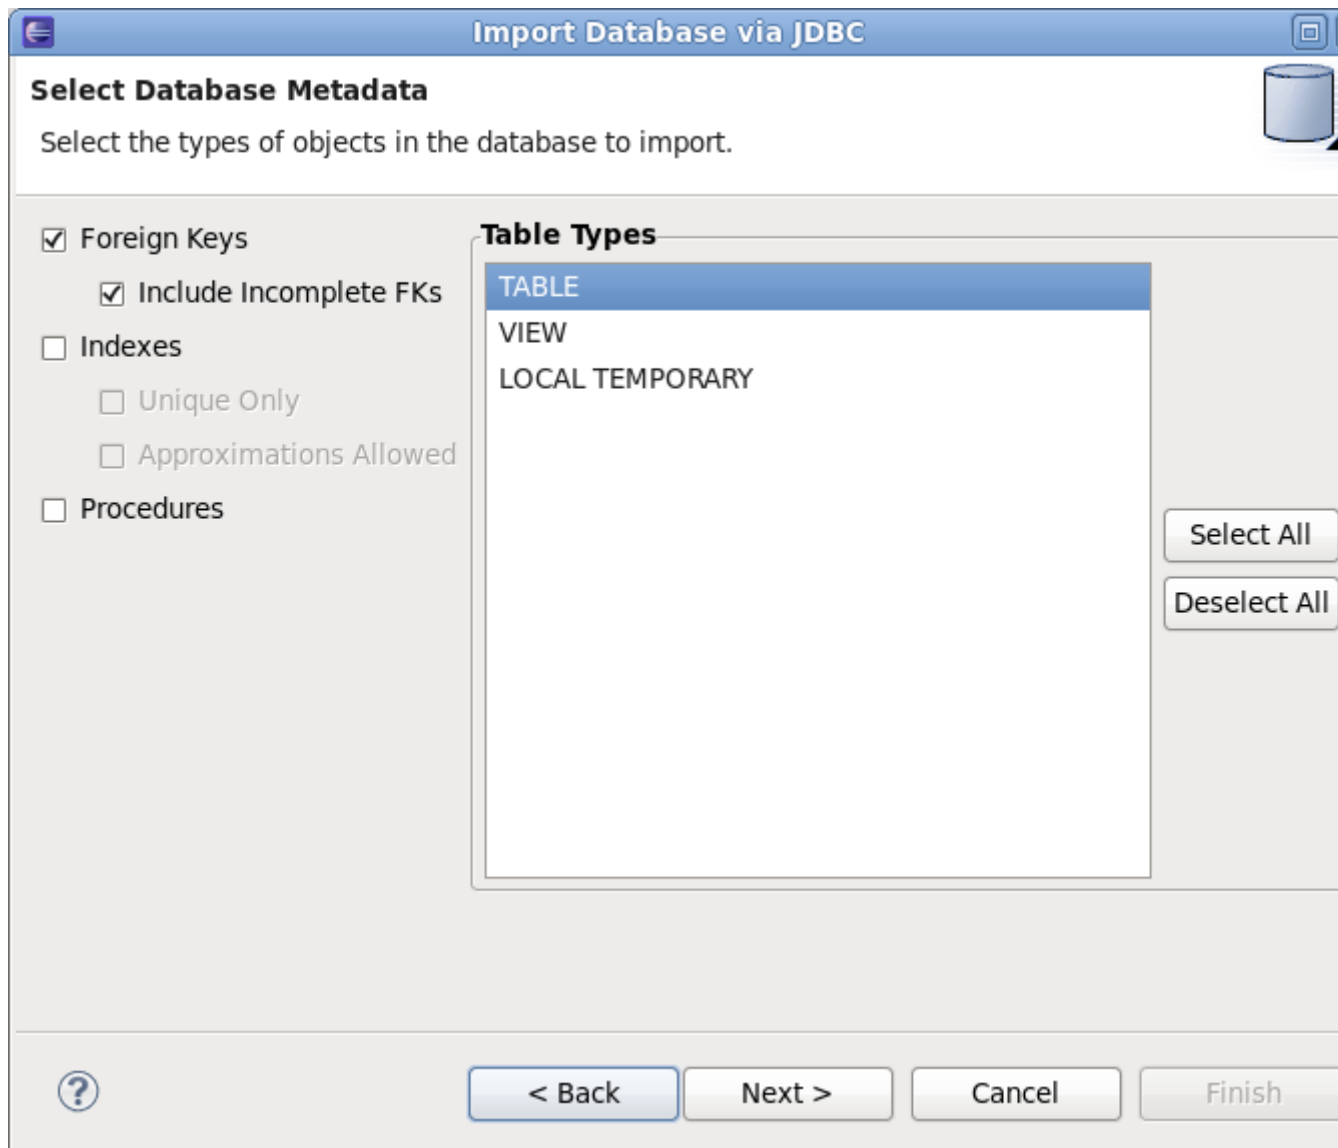 Import Database via JDBC
Select Database Metadata
Select the types of objects in the database to import.
Foreign Keys
Include Incomplete FKs
Indexes
Unique Only
Approximations Allowed
Procedures
Table Types
TABLE
VIEW
LOCAL TEMPORARY
Select All
Deselect All
?
< Back
Next >
Cancel
Finish